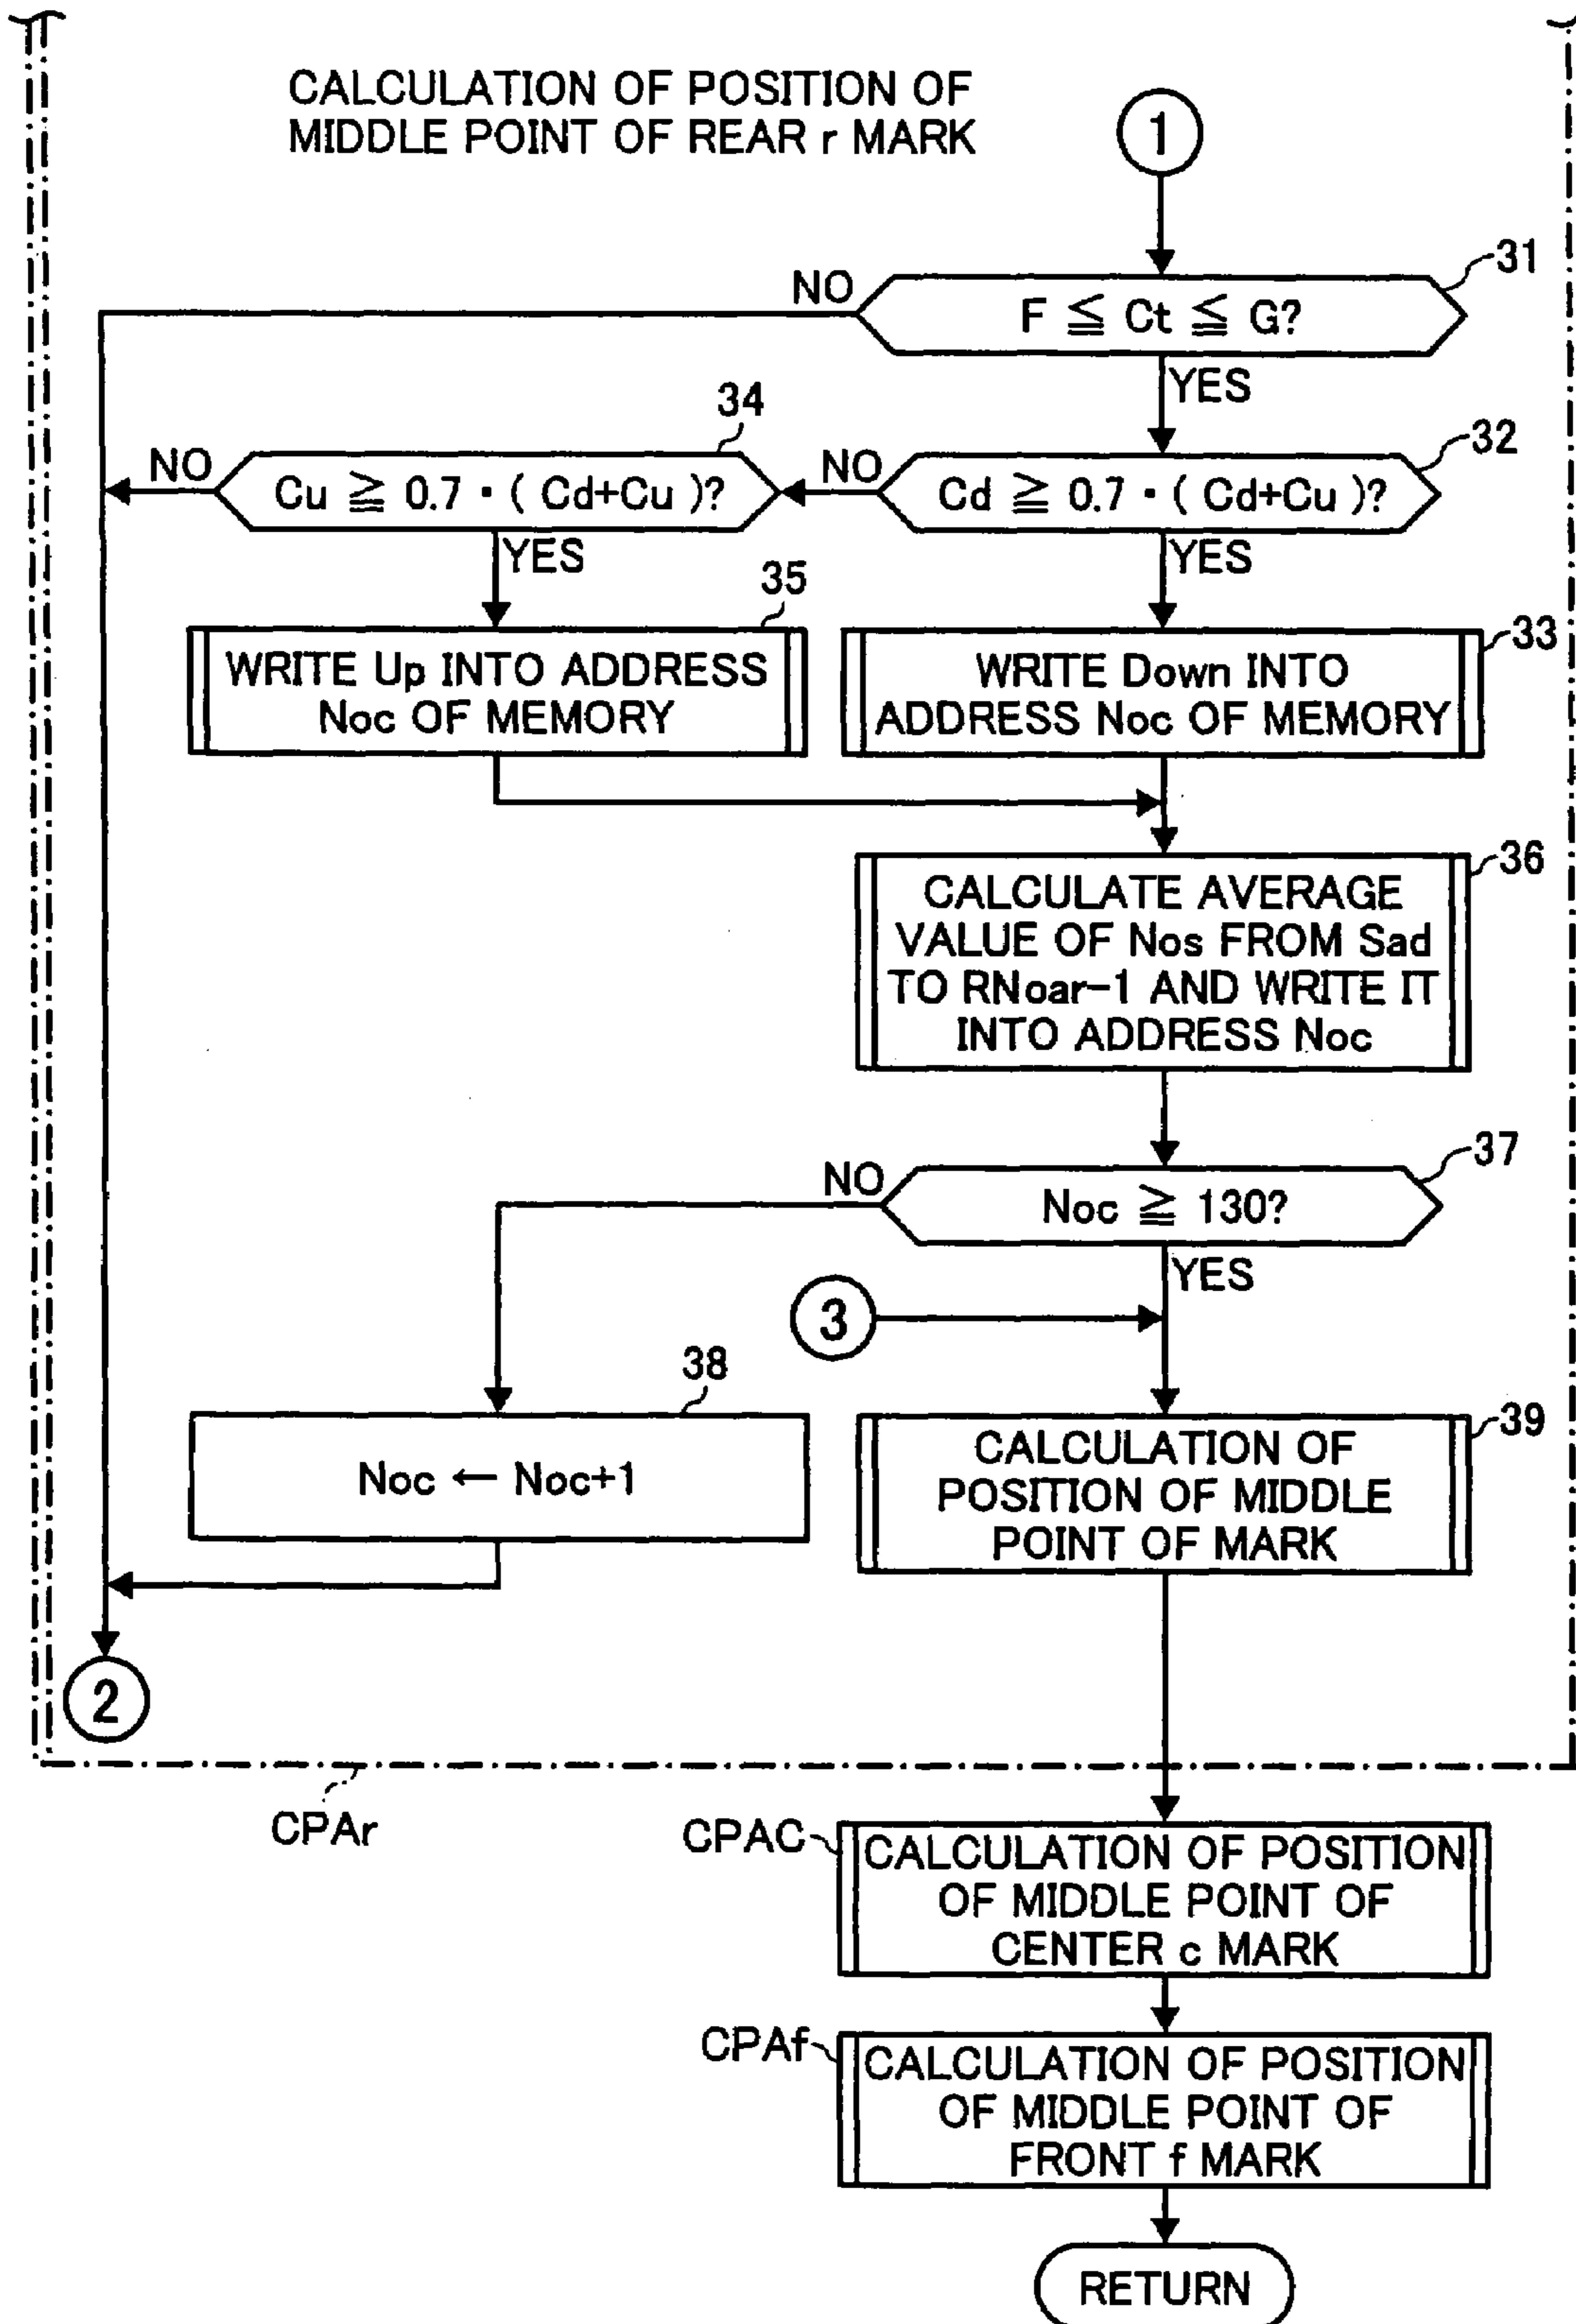 CALCULATION OF POSITION OF
MIDDLE POINT OF REAR r MARK
1
31
NO
F ≦ Ct ≦ G?
YES
34
32
NO
Cu ≧ 0.7 · ( Cd+Cu )?
NO
Cd ≧ 0.7 · ( Cd+Cu )?
YES
YES
35
33
WRITE Up INTO ADDRESS
Noc OF MEMORY
WRITE Down INTO
ADDRESS Noc OF MEMORY
36
CALCULATE AVERAGE
VALUE OF Nos FROM Sad
TO RNoar-1 AND WRITE IT
INTO ADDRESS Noc
37
NO
Noc ≧ 130?
YES
3
38
39
Noc ← Noc+1
CALCULATION OF
POSITION OF MIDDLE
POINT OF MARK
2
CPAr
CPAC
CALCULATION OF POSITION
OF MIDDLE POINT OF
CENTER c MARK
CPAf
CALCULATION OF POSITION
OF MIDDLE POINT OF
FRONT f MARK
RETURN